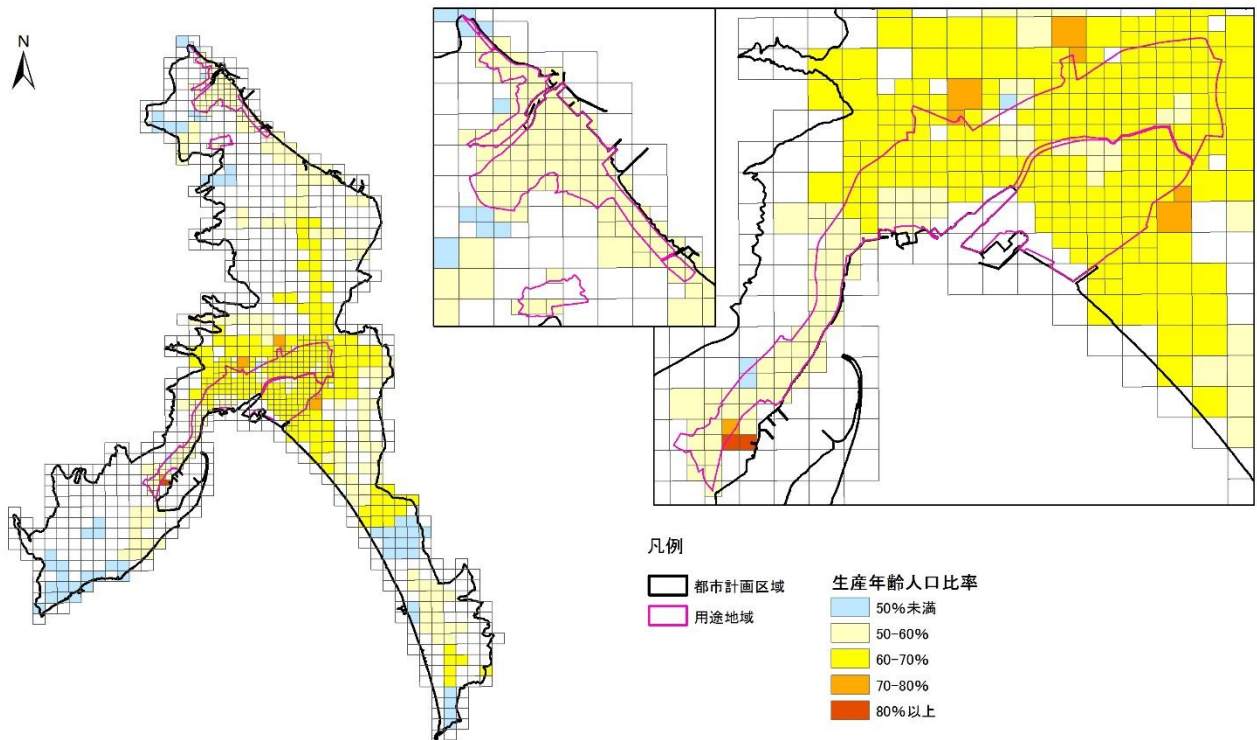 N
凡例
都市計画区域
用途地域
生産年齢人口比率
50%未満
50-60%
60-70%
70-80%
80%以上